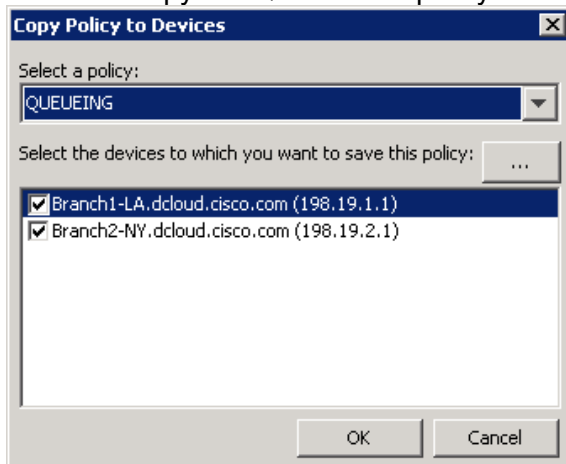 Copy Policy to Devices
Select a policy:
QUEUEING
Select the devices to which you want to save this policy: ...
Branch1-LA.dcloud.cisco.com (198.19.1.1)
Branch2-NY.dcloud.cisco.com (198.19.2.1)
OK Cancel